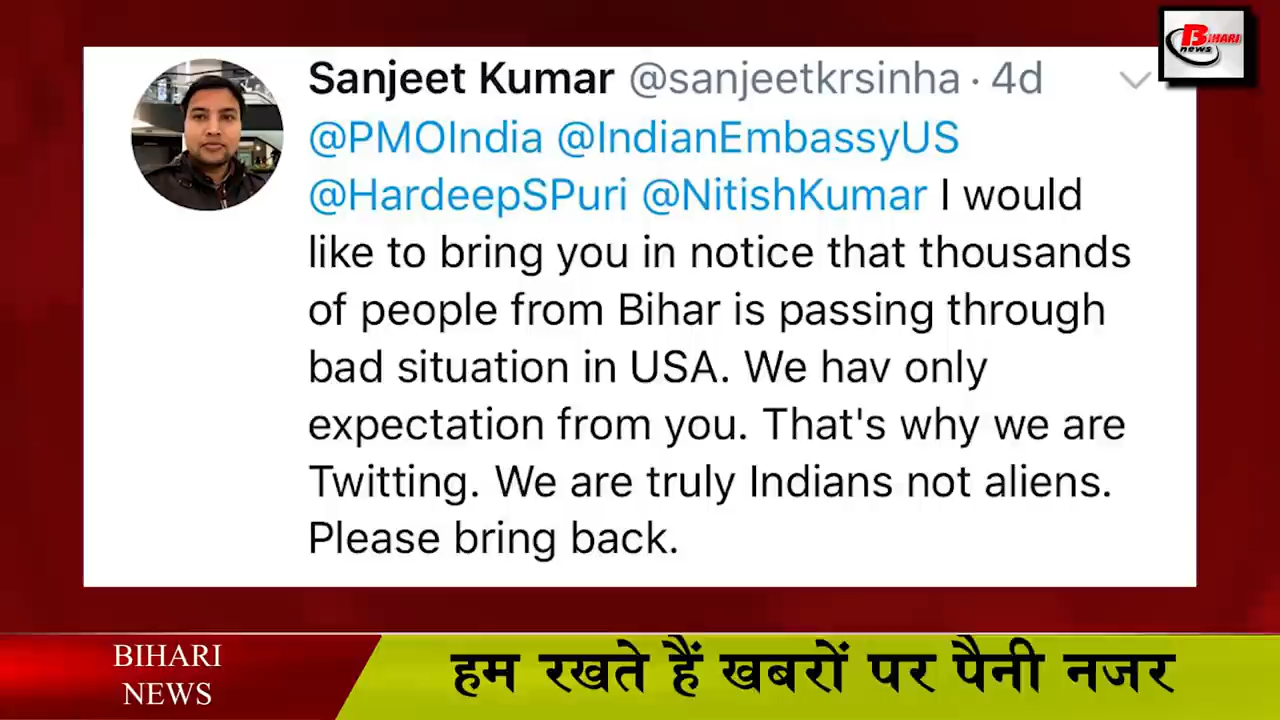 BIHARI
news
Sanjeet Kumar @sanjeetkrsinha · 4d
@PMOIndia @IndianEmbassyUS
@HardeepSPuri @NitishKumar I would
like to bring you in notice that thousands
of people from Bihar is passing through
bad situation in USA. We hav only
expectation from you. That's why we are
Twitting. We are truly Indians not aliens.
Please bring back.
BIHARI
NEWS
हम रखते हैं खबरों पर पैनी नजर